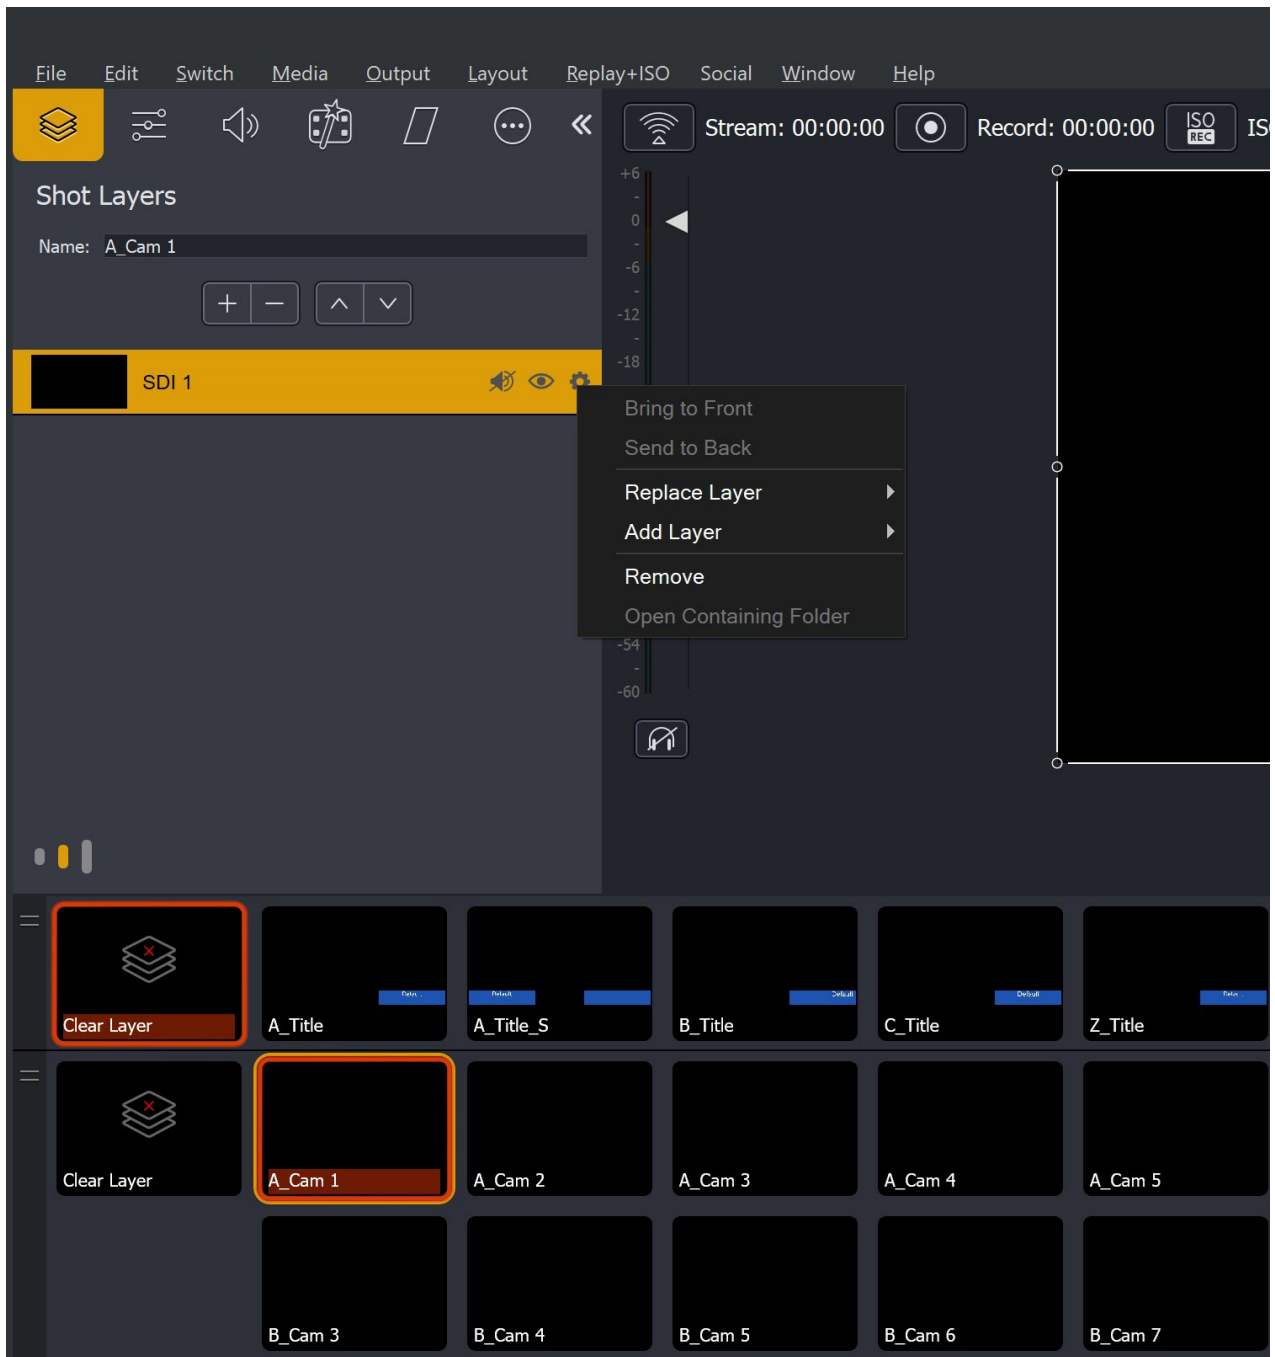 File Edit Switch Media Output Layout Replay+ISO Social Window Help
Stream: 00:00:00 Record: 00:00:00 ISO REC
Shot Layers
Name: A_Cam 1
+6
-
0
-
-6
-
-12
-
-18
SDI 1
Bring to Front
Send to Back
Replace Layer
Add Layer
Remove
Open Containing Folder
-54
-
-60
Default
Default
Clear Layer A_Title A_Title_S B_Title C_Title Z_Title
Clear Layer A_Cam 1 A_Cam 2 A_Cam 3 A_Cam 4 A_Cam 5
B_Cam 3 B_Cam 4 B_Cam 5 B_Cam 6 B_Cam 7